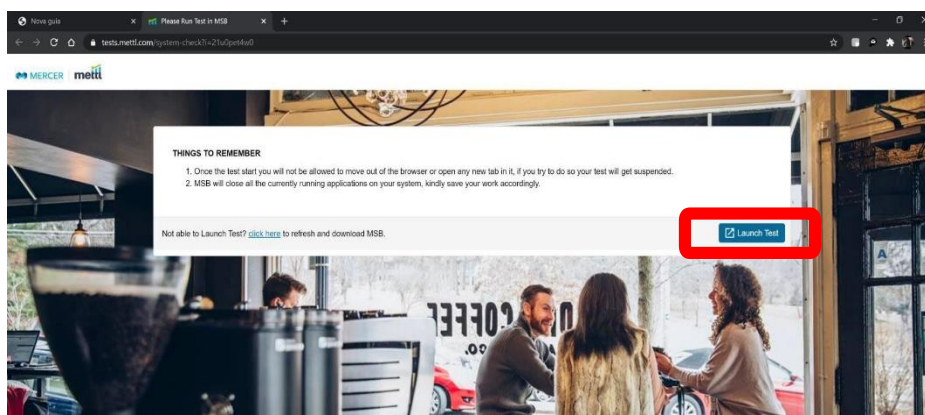 Nova guia
Please Run Test in MSB
tests.mettl.com/system-check?i=21u0prt4w0
MERCER mettl
THINGS TO REMEMBER
1. Once the test start you will not be allowed to move out of the browser or open any new tab in it, if you try to do so your test will get suspended.
2. MSB will close all the currently running applications on your system, kindly save your work accordingly.
Not able to Launch Test? click here to refresh and download MSB.
Launch Test
A
COFFEE
CO.